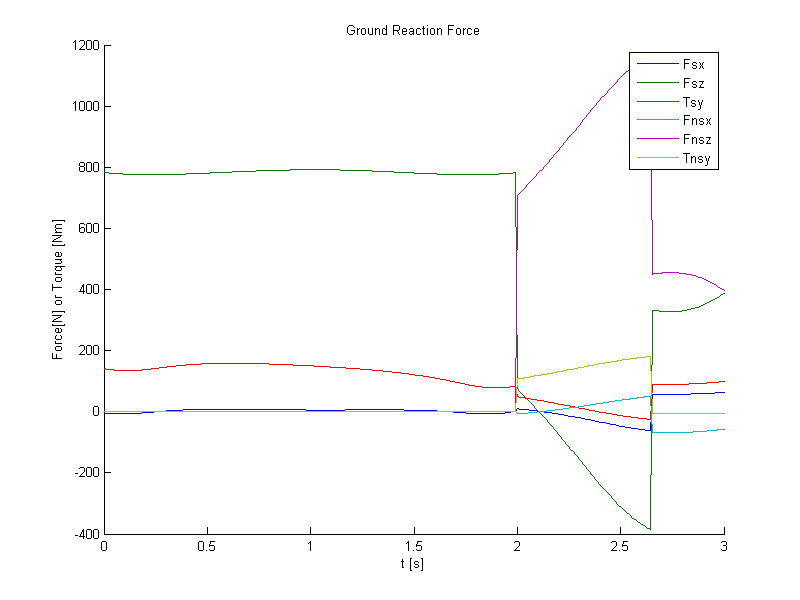 Ground Reaction Force
1200
1000
800
600
400
200
0
-200
-400
Force[N] or Torque [Nm]
Fsx
Fsz
Tsy
Fnsx
Fnsz
Tnsy
0
0.5
1
1.5
2
2.5
3
t [s]